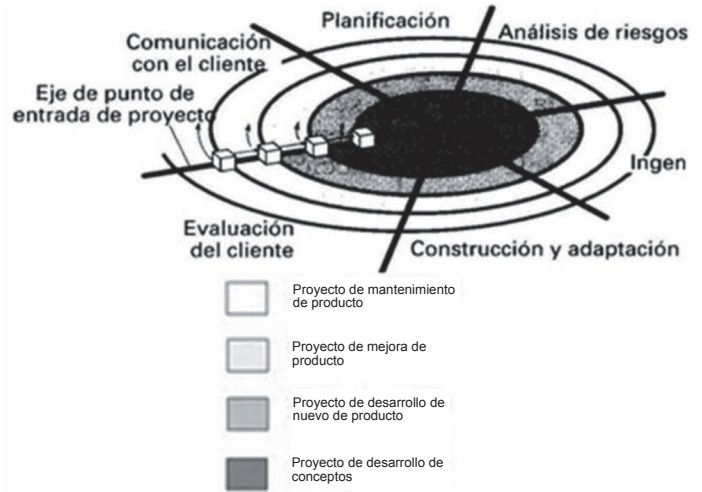 Planificación
Análisis de riesgos
Comunicación
con el cliente
Eje de punto de
entrada de proyecto
Ingen
Evaluación
del cliente
Construcción y adaptación
Proyecto de mantenimiento
de producto
Proyecto de mejora de
producto
Proyecto de desarrollo de
nuevo de producto
Proyecto de desarrollo de
conceptos